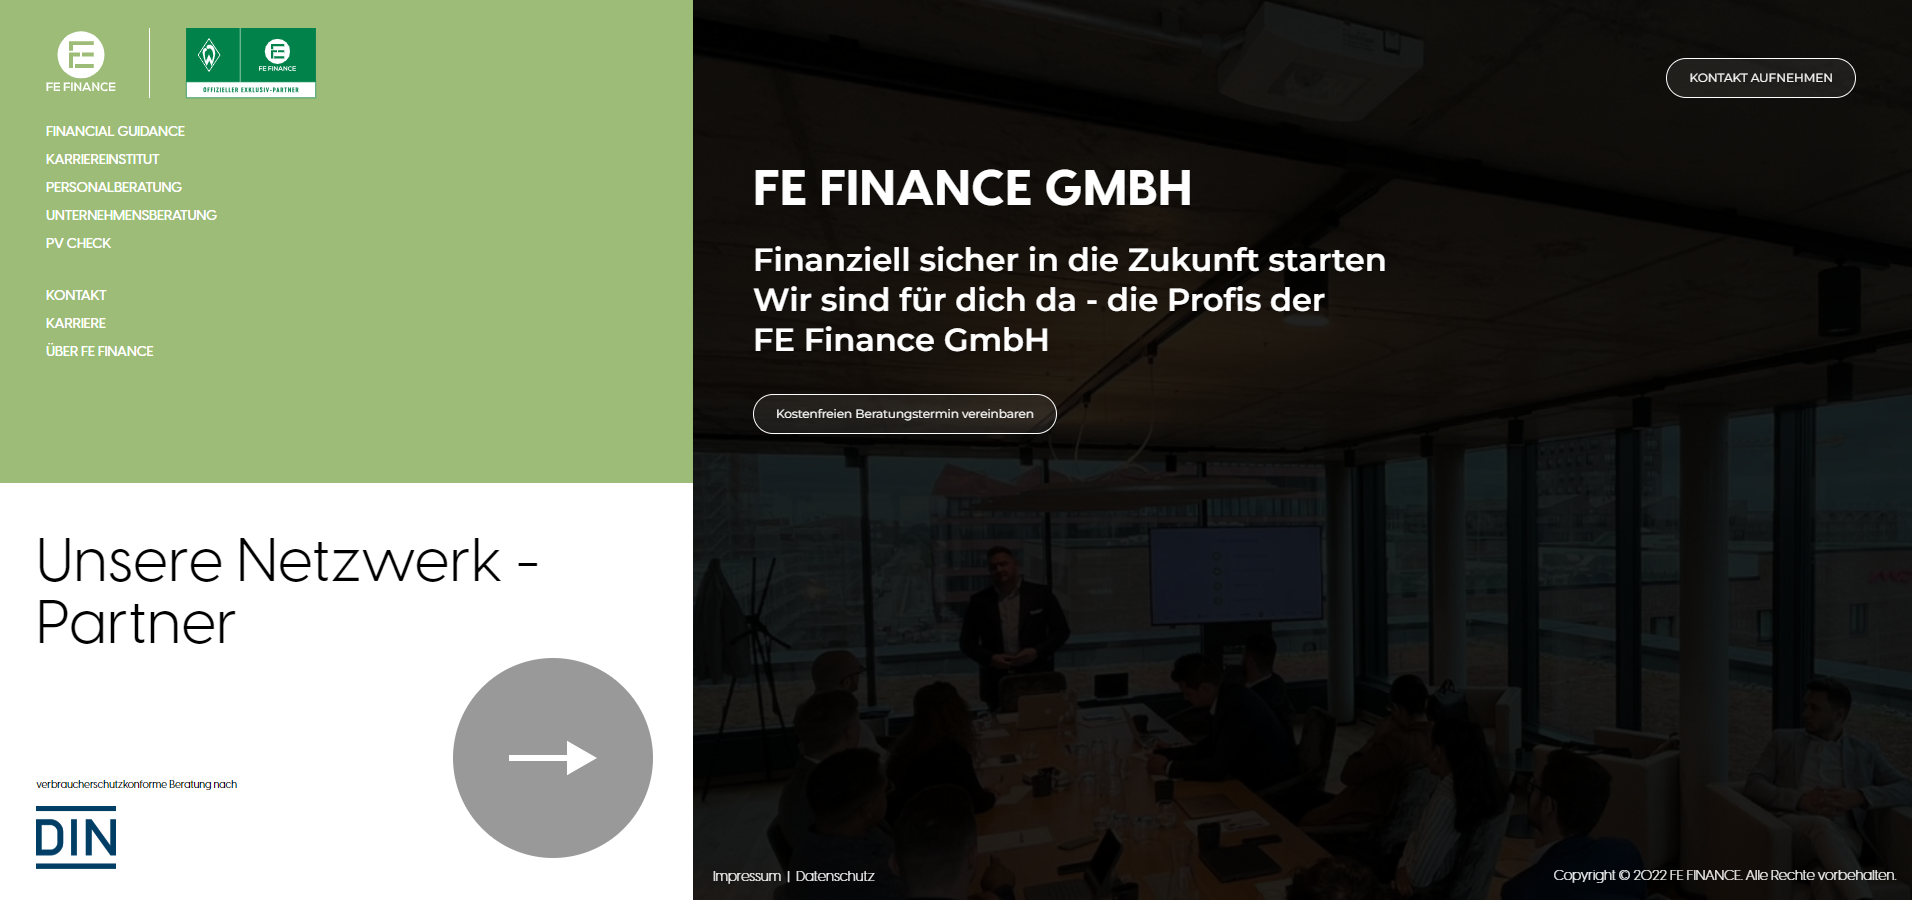 FE FINANCE
FE FINANCE
OFFIZIELLER EXKLUSIV-PARTNER
FINANCIAL GUIDANCE
KARRIEREINSTITUT
PERSONALBERATUNG
UNTERNEHMENSBERATUNG
PV CHECK
KONTAKT
KARRIERE
ÜBER FE FINANCE
Unsere Netzwerk -
Partner
verbraucherschutzkonforme Beratung nach
DIN
KONTAKT AUFNEHMEN
FE FINANCE GMBH
Finanziell sicher in die Zukunft starten
Wir sind für dich da - die Profis der
FE Finance GmbH
Kostenfreien Beratungstermin vereinbaren
Impressum | Datenschutz
Copyright © 2022 FE FINANCE. Alle Rechte vorbehalten.